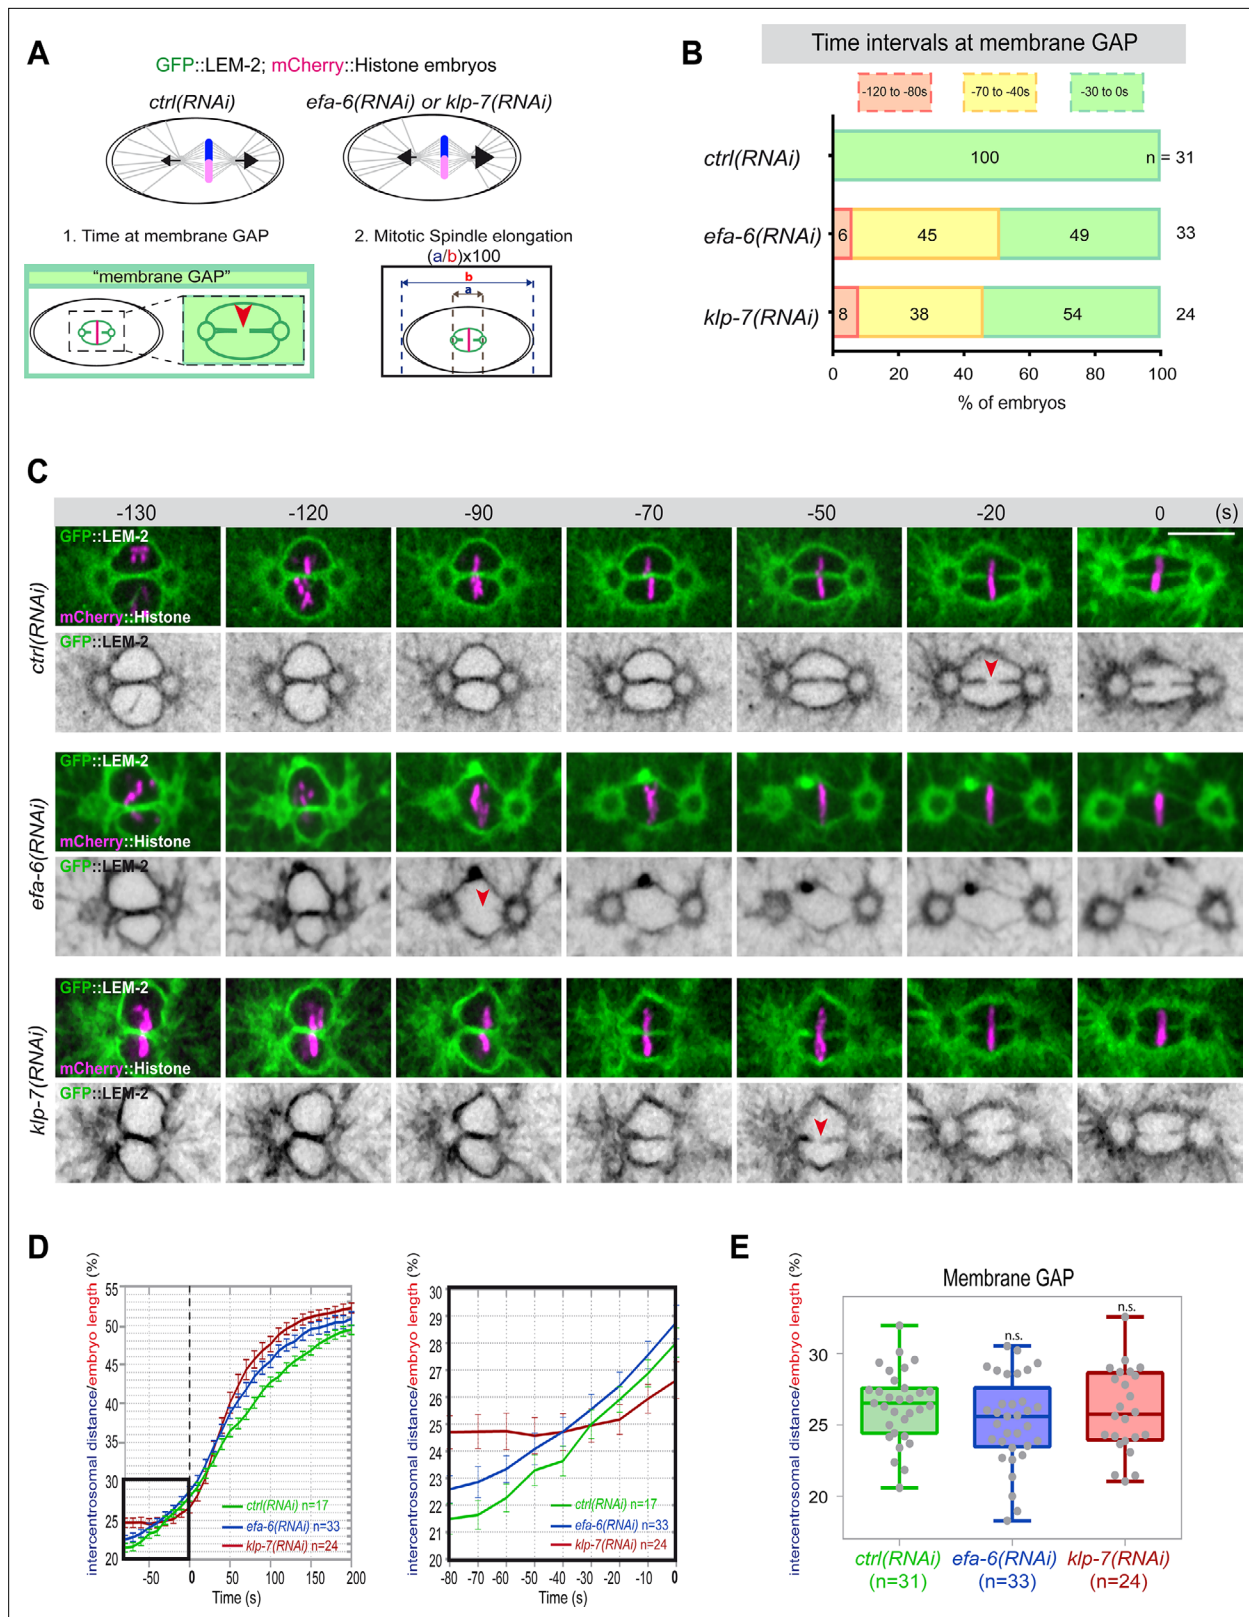 A
GFP::LEM-2; mCherry::Histone embryos
ctrl(RNAi)
efa-6(RNAi) or klp-7(RNAi)
1. Time at membrane GAP
2. Mitotic Spindle elongation
(a/b)x100
“membrane GAP”
b
a
B
Time intervals at membrane GAP
-120 to -80s
-70 to -40s
-30 to 0s
ctrl(RNAi)
100
n = 31
efa-6(RNAi)
6
45
49
33
klp-7(RNAi)
8
38
54
24
0
20
40
60
80
100
% of embryos
C
-130
-120
-90
-70
-50
-20
0
(s)
ctrl(RNAi)
GFP::LEM-2
mCherry::Histone
GFP::LEM-2
efa-6(RNAi)
GFP::LEM-2
mCherry::Histone
GFP::LEM-2
klp-7(RNAi)
GFP::LEM-2
mCherry::Histone
GFP::LEM-2
D
intercentrosomal distance/embryo length (%)
55
50
45
40
35
30
25
20
-50
0
50
100
150
200
Time (s)
ctrl(RNAi) n=17
efa-6(RNAi) n=33
klp-7(RNAi) n=24
intercentrosomal distance/embryo length (%)
30
29
28
27
26
25
24
23
22
21
20
-80
-70
-60
-50
-40
-30
-20
-10
0
Time (s)
ctrl(RNAi) n=17
efa-6(RNAi) n=33
klp-7(RNAi) n=24
E
Membrane GAP
intercentrosomal distance/embryo length (%)
30
25
20
n.s.
n.s.
ctrl(RNAi)
(n=31)
efa-6(RNAi)
(n=33)
klp-7(RNAi)
(n=24)